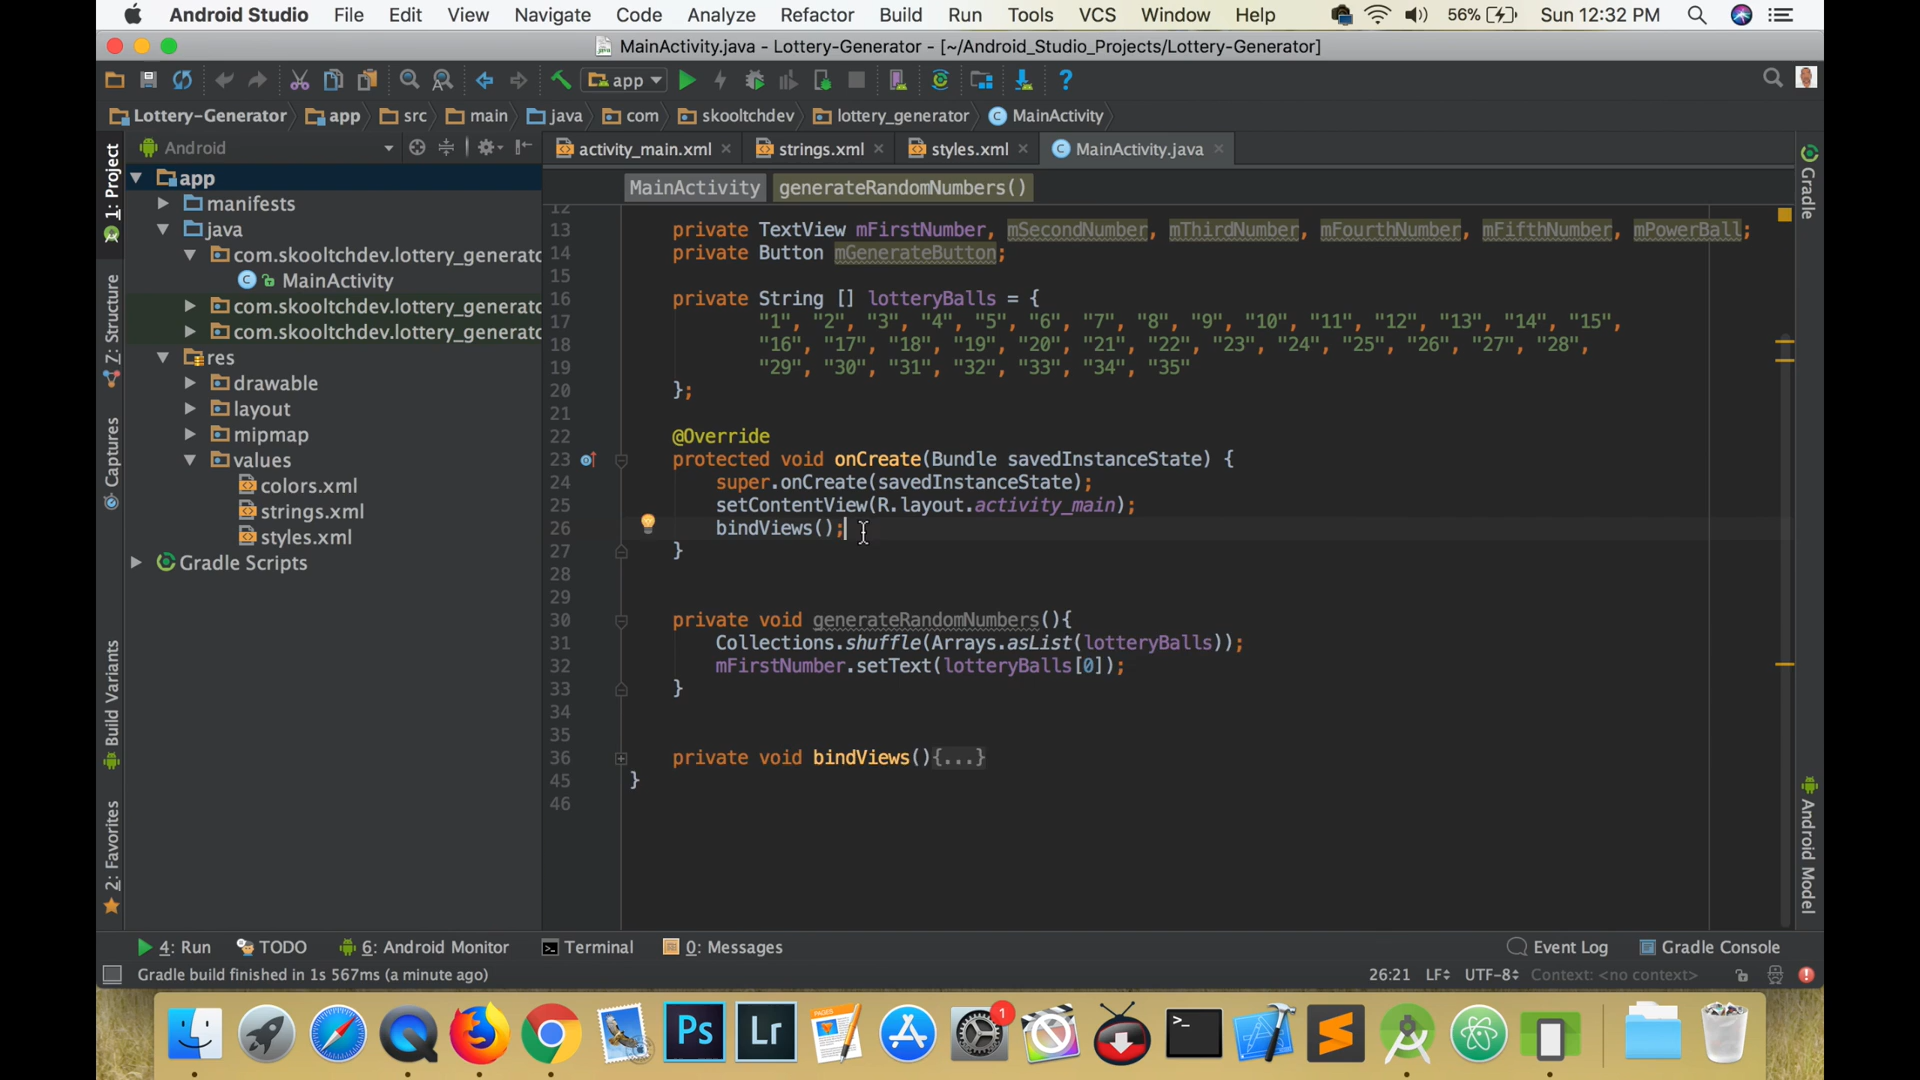 Android Studio File Edit View Navigate Code Analyze Refactor Build Run Tools VCS Window Help 56% Sun 12:32 PM
MainActivity.java - Lottery-Generator - [~/Android_Studio_Projects/Lottery-Generator]
app
Lottery-Generator app src main java com skooltchdev lottery_generator MainActivity
Android
activity_main.xml strings.xml styles.xml MainActivity.java
MainActivity generateRandomNumbers()
1: Project
7: Structure
Captures
Build Variants
2: Favorites
app
manifests
java
com.skooltchdev.lottery_generato
MainActivity
com.skooltchdev.lottery_generato
com.skooltchdev.lottery_generato
res
drawable
layout
mipmap
values
colors.xml
strings.xml
styles.xml
Gradle Scripts
12
13 private TextView mFirstNumber, mSecondNumber, mThirdNumber, mFourthNumber, mFifthNumber, mPowerBall;
14 private Button mGenerateButton;
15
16 private String [] lotteryBalls = {
17 "1", "2", "3", "4", "5", "6", "7", "8", "9", "10", "11", "12", "13", "14", "15",
18 "16", "17", "18", "19", "20", "21", "22", "23", "24", "25", "26", "27", "28",
19 "29", "30", "31", "32", "33", "34", "35"
20 };
21
22 @Override
23 protected void onCreate(Bundle savedInstanceState) {
24 super.onCreate(savedInstanceState);
25 setContentView(R.layout.activity_main);
26 bindViews();
27 }
28
29
30 private void generateRandomNumbers(){
31 Collections.shuffle(Arrays.asList(lotteryBalls));
32 mFirstNumber.setText(lotteryBalls[0]);
33 }
34
35
36 private void bindViews(){...}
45 }
46
Gradle
Android Model
4: Run TODO 6: Android Monitor Terminal 0: Messages Event Log Gradle Console
Gradle build finished in 1s 567ms (a minute ago) 26:21 LF UTF-8 Context: <no context>
Ps Lr PAGES 1